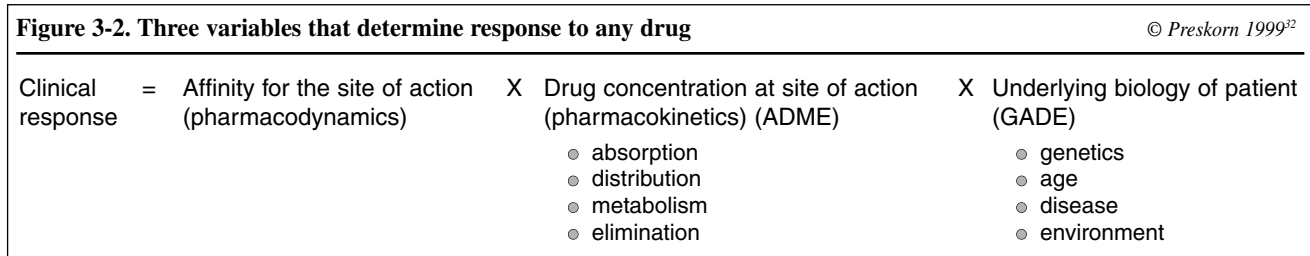 Figure 3-2. Three variables that determine response to any drug © Preskorn 1999³²
Clinical = Affinity for the site of action X Drug concentration at site of action X Underlying biology of patient
response (pharmacodynamics) (pharmacokinetics) (ADME) (GADE)
● absorption ● genetics
● distribution ● age
● metabolism ● disease
● elimination ● environment